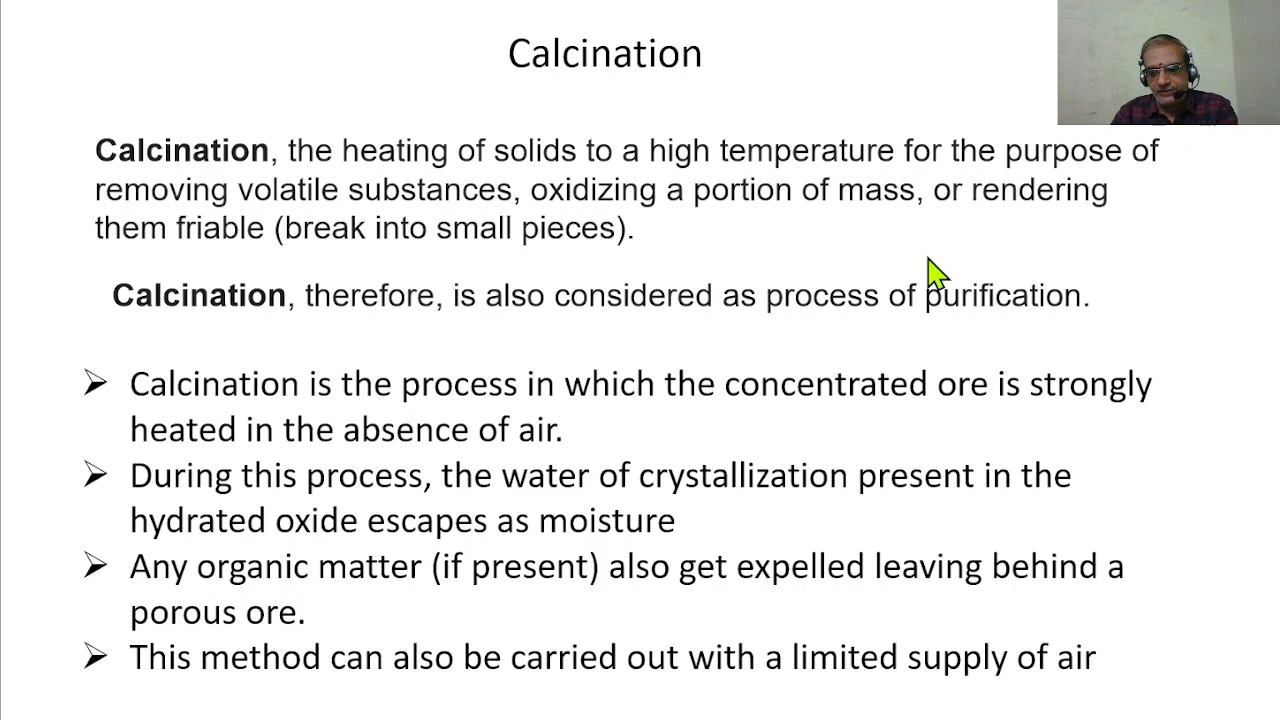 Calcination
Calcination, the heating of solids to a high temperature for the purpose of
removing volatile substances, oxidizing a portion of mass, or rendering
them friable (break into small pieces).
Calcination, therefore, is also considered as process of purification.
➢ Calcination is the process in which the concentrated ore is strongly
heated in the absence of air.
➢ During this process, the water of crystallization present in the
hydrated oxide escapes as moisture
➢ Any organic matter (if present) also get expelled leaving behind a
porous ore.
➢ This method can also be carried out with a limited supply of air